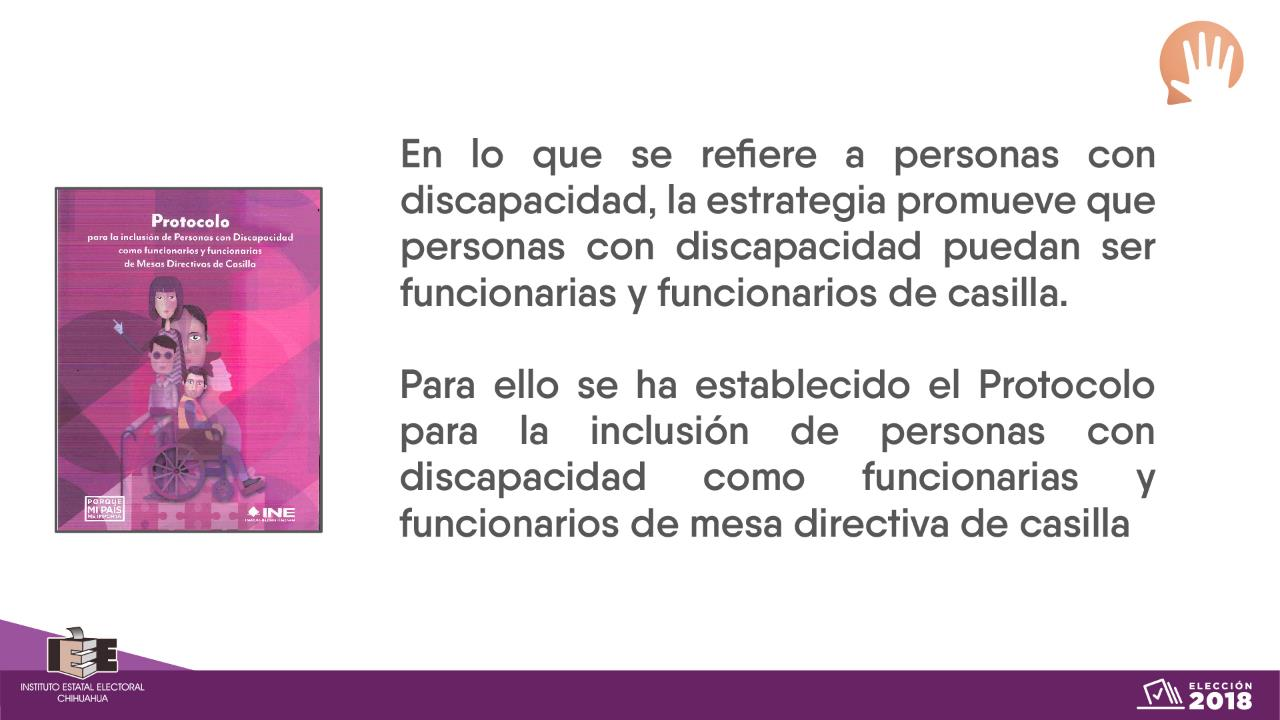 En lo que se refiere a personas con
discapacidad, la estrategia promueve que
personas con discapacidad puedan ser
funcionarias y funcionarios de casilla.
Para ello se ha establecido el Protocolo
para la inclusión de personas con
discapacidad como funcionarias y
funcionarios de mesa directiva de casilla
Protocolo
para la inclusión de Personas con Discapacidad
como funcionarios y funcionarias
de Mesas Directivas de Casilla
PORQUE
MI PAÍS
ME IMPORTA
INE
IEE
INSTITUTO ESTATAL ELECTORAL
CHIHUAHUA
ELECCIÓN
2018